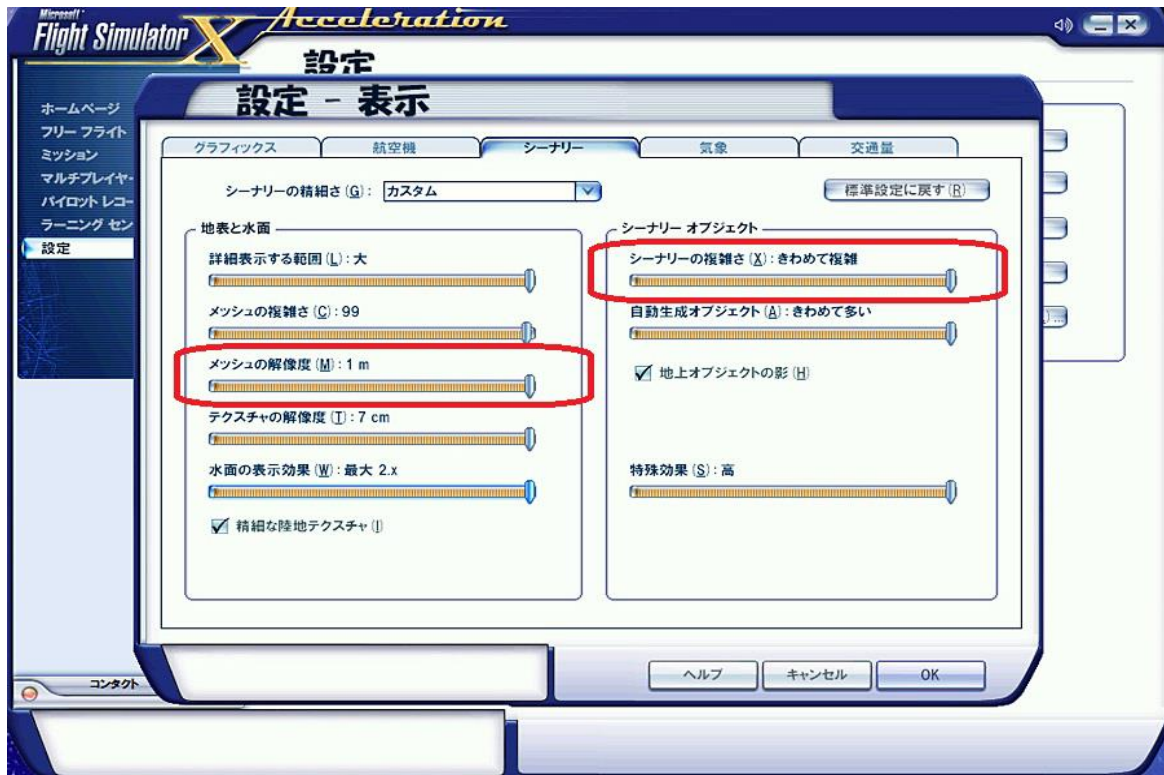 Microsoft
Flight Simulator X Acceleration
設定
設定 - 表示
ホームページ
フリー フライト
ミッション
マルチプレイヤー
パイロット レコー
ラーニング セン
設定
グラフィックス
航空機
シーナリー
気象
交通量
シーナリーの精細さ(G): カスタム
標準設定に戻す(R)
地表と水面
詳細表示する範囲(L): 大
メッシュの複雑さ(C): 99
メッシュの解像度(M): 1 m
テクスチャの解像度(T): 7 cm
水面の表示効果(W): 最大 2.x
精細な陸地テクスチャ(I)
シーナリー オブジェクト
シーナリーの複雑さ(X): きわめて複雑
自動生成オブジェクト(A): きわめて多い
地上オブジェクトの影(H)
特殊効果(S): 高
ヘルプ
キャンセル
OK
コンタクト